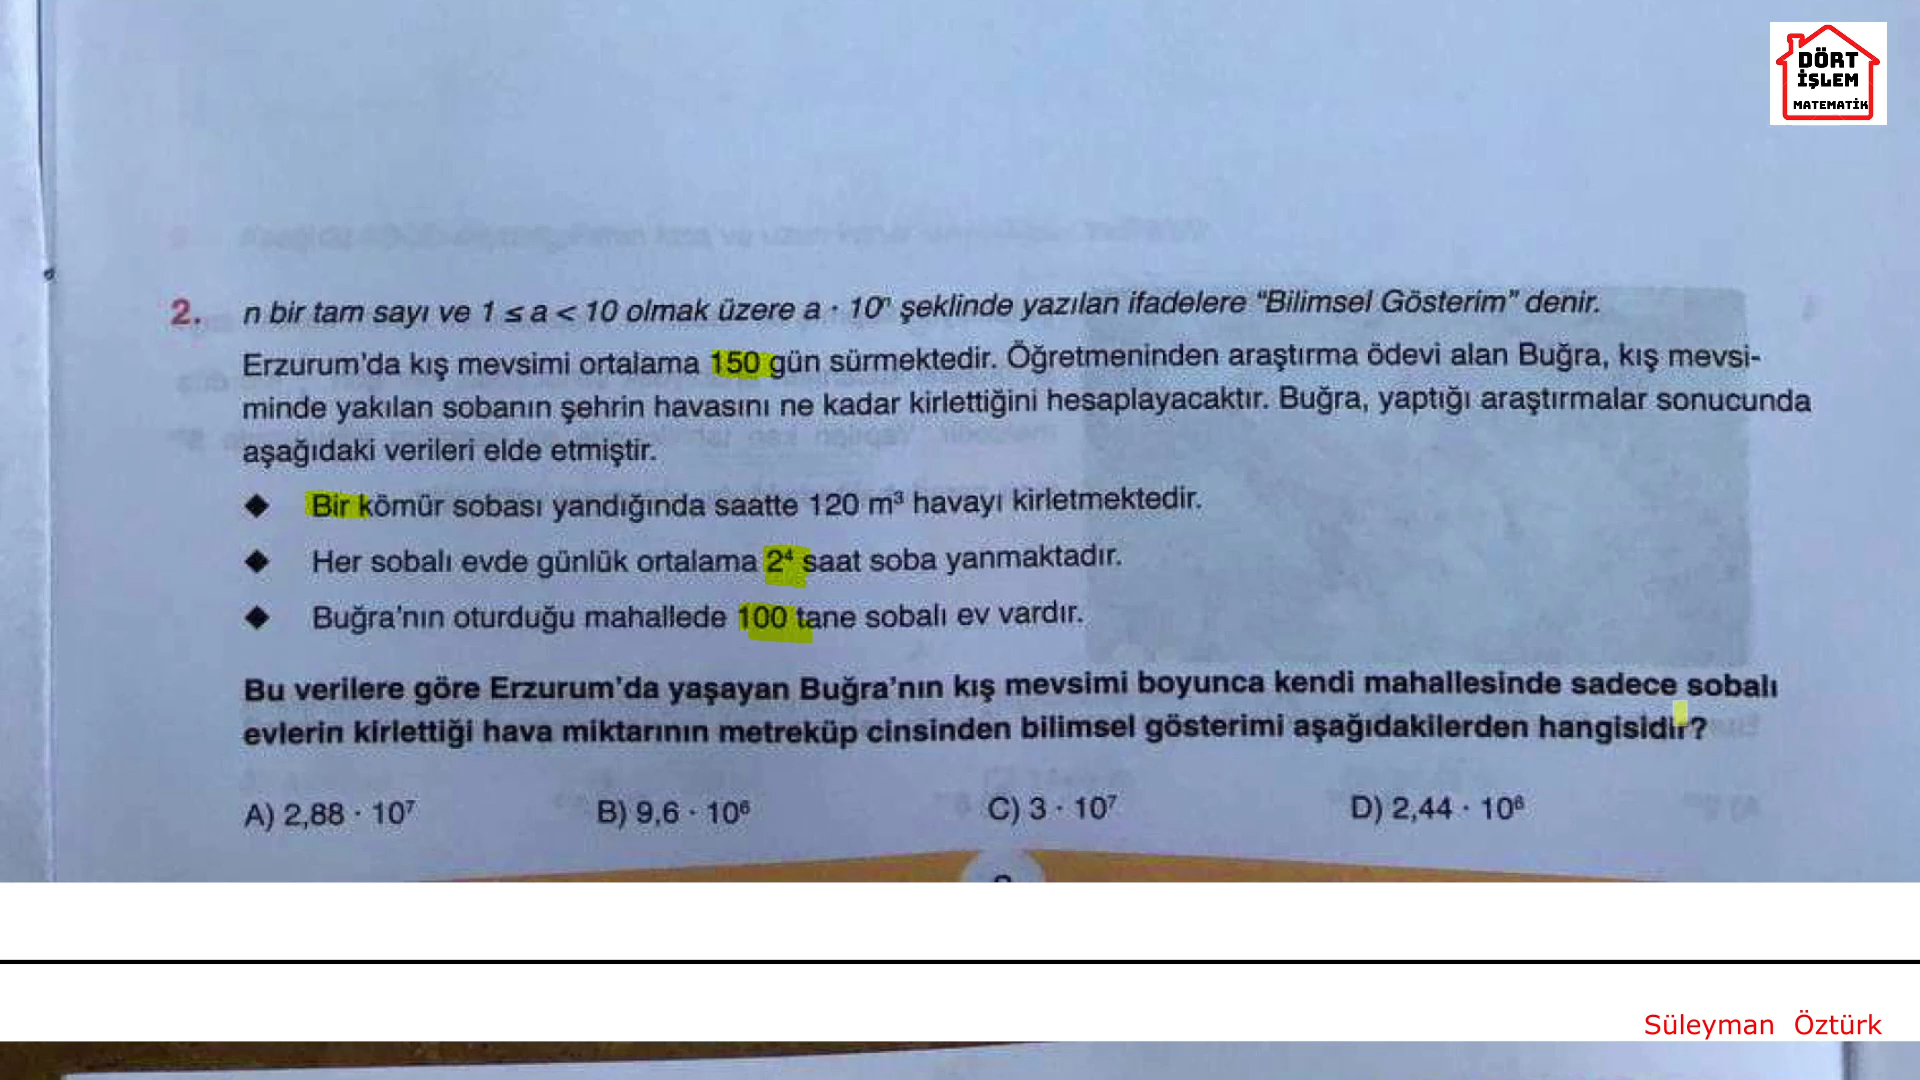 DÖRT
İŞLEM
MATEMATİK
2. n bir tam sayı ve 1 ≤ a < 10 olmak üzere a · 10ⁿ şeklinde yazılan ifadelere “Bilimsel Gösterim” denir.
Erzurum’da kış mevsimi ortalama 150 gün sürmektedir. Öğretmeninden araştırma ödevi alan Buğra, kış mevsi-
minde yakılan sobanın şehrin havasını ne kadar kirlettiğini hesaplayacaktır. Buğra, yaptığı araştırmalar sonucunda
aşağıdaki verileri elde etmiştir.
◆ Bir kömür sobası yandığında saatte 120 m³ havayı kirletmektedir.
◆ Her sobalı evde günlük ortalama 2⁴ saat soba yanmaktadır.
◆ Buğra’nın oturduğu mahallede 100 tane sobalı ev vardır.
Bu verilere göre Erzurum’da yaşayan Buğra’nın kış mevsimi boyunca kendi mahallesinde sadece sobalı
evlerin kirlettiği hava miktarının metreküp cinsinden bilimsel gösterimi aşağıdakilerden hangisidir?
A) 2,88 · 10⁷ B) 9,6 · 10⁶ C) 3 · 10⁷ D) 2,44 · 10⁶
Süleyman Öztürk